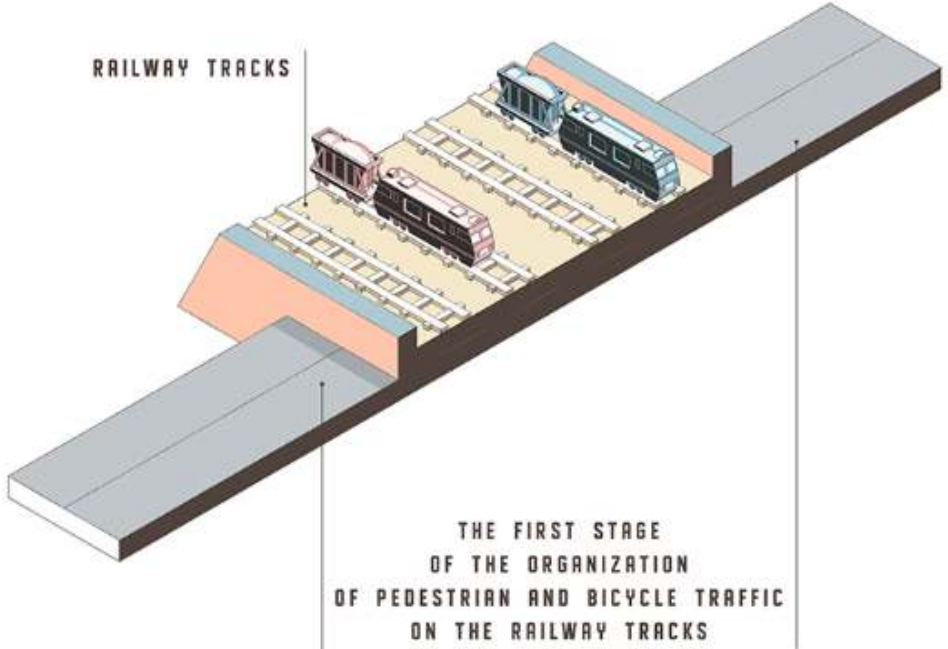 RAILWAY TRACKS
THE FIRST STAGE
OF THE ORGANIZATION
OF PEDESTRIAN AND BICYCLE TRAFFIC
ON THE RAILWAY TRACKS